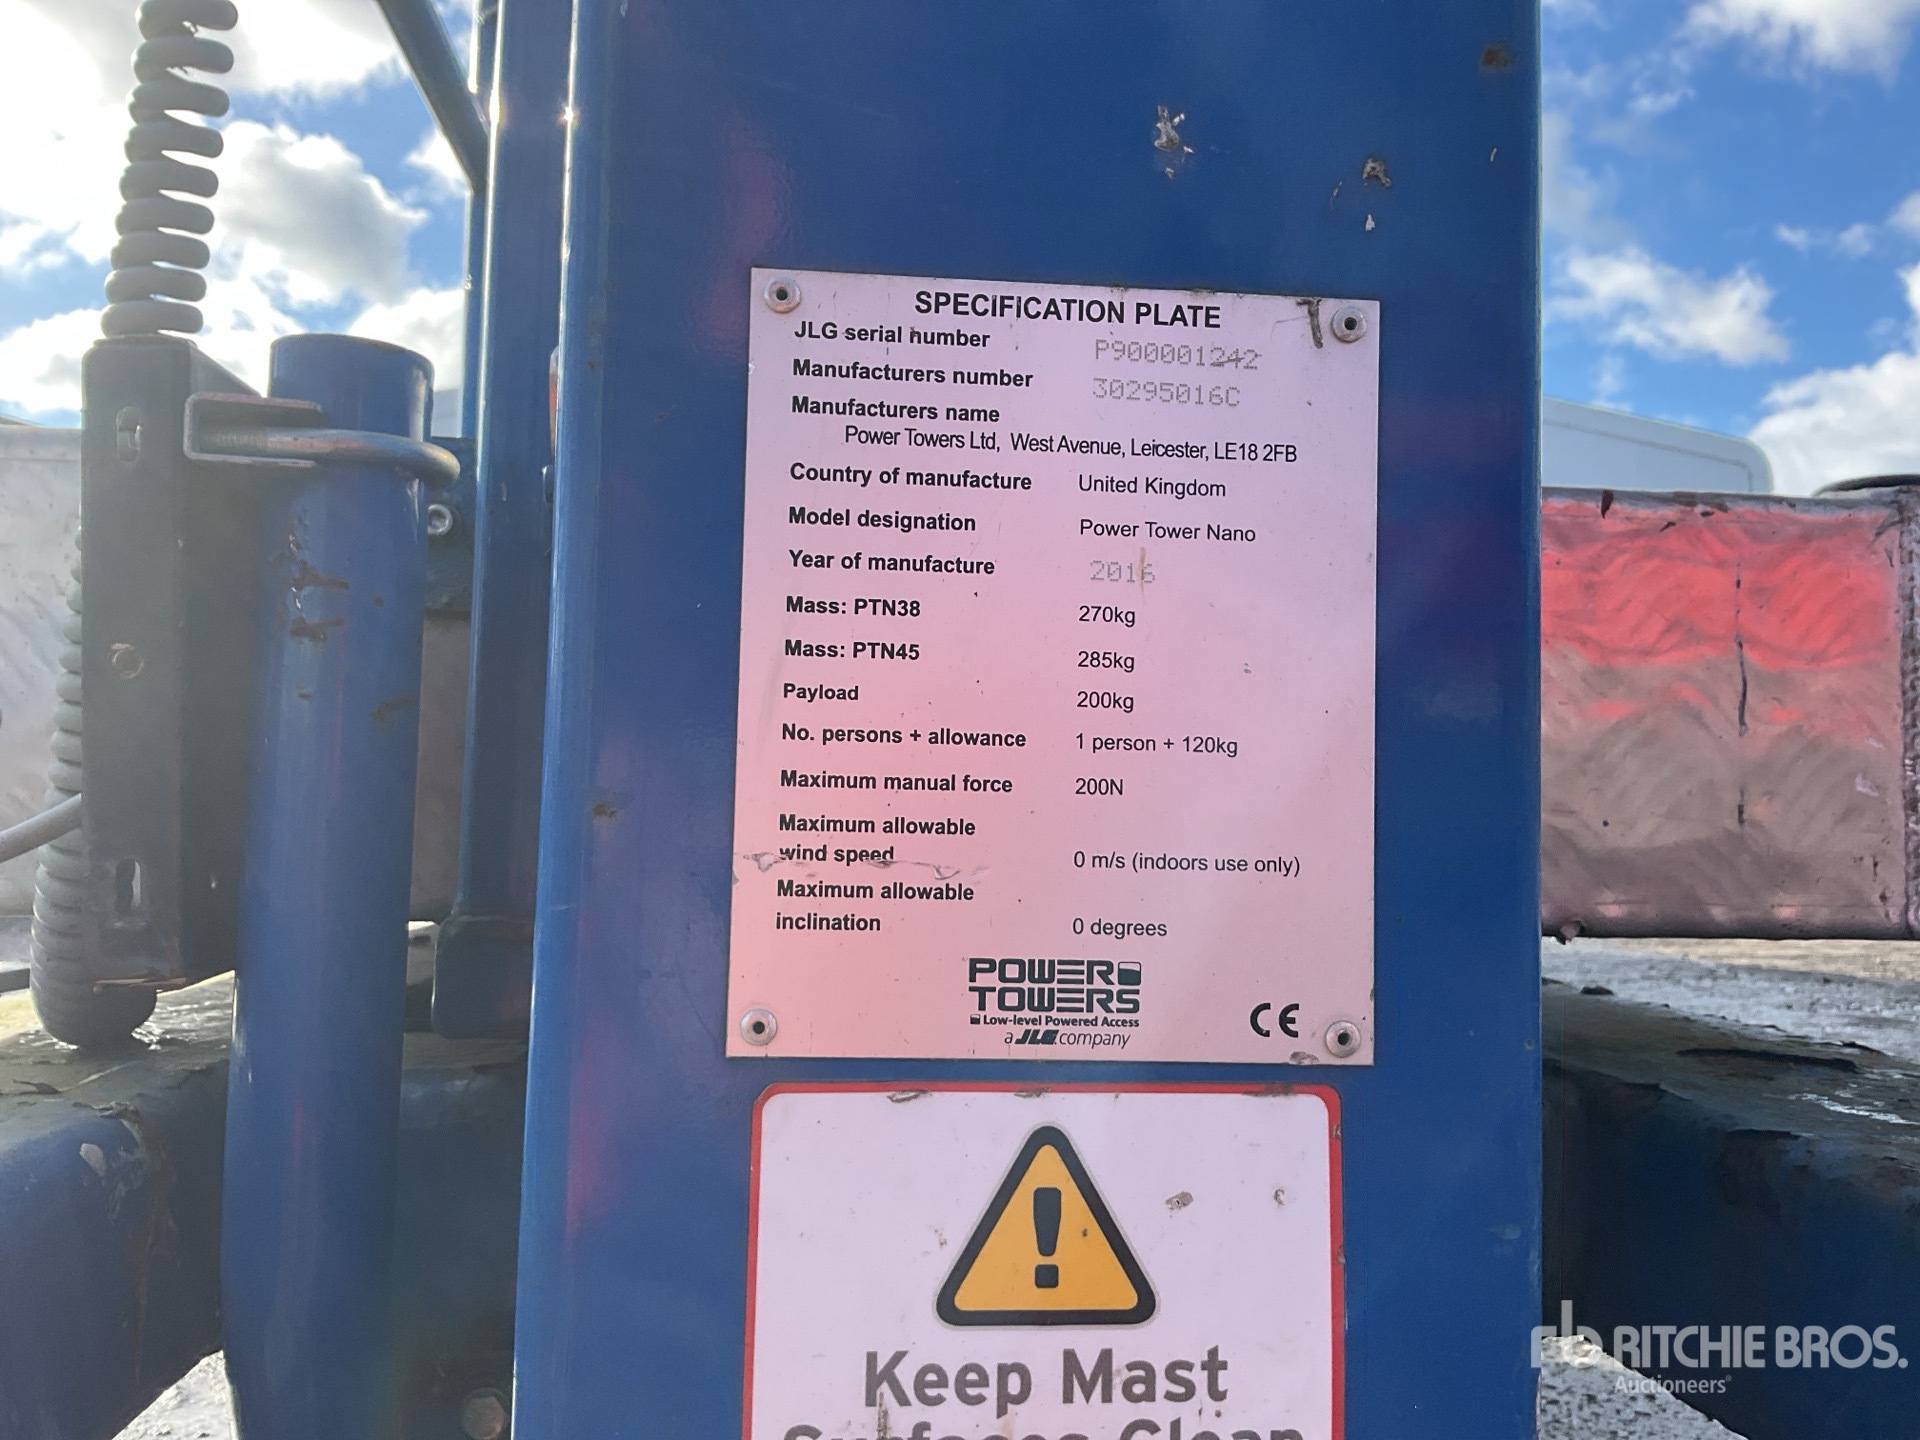 SPECIFICATION PLATE
JLG serial number P900001242
Manufacturers number 30295016C
Manufacturers name
Power Towers Ltd, West Avenue, Leicester, LE18 2FB
Country of manufacture United Kingdom
Model designation Power Tower Nano
Year of manufacture 2016
Mass: PTN38 270kg
Mass: PTN45 285kg
Payload 200kg
No. persons + allowance 1 person + 120kg
Maximum manual force 200N
Maximum allowable
wind speed 0 m/s (indoors use only)
Maximum allowable
inclination 0 degrees
POWER
TOWERS
Low-level Powered Access
a JLG company
CE
Keep Mast
Surfaces Clean
rb RITCHIE BROS.
Auctioneers